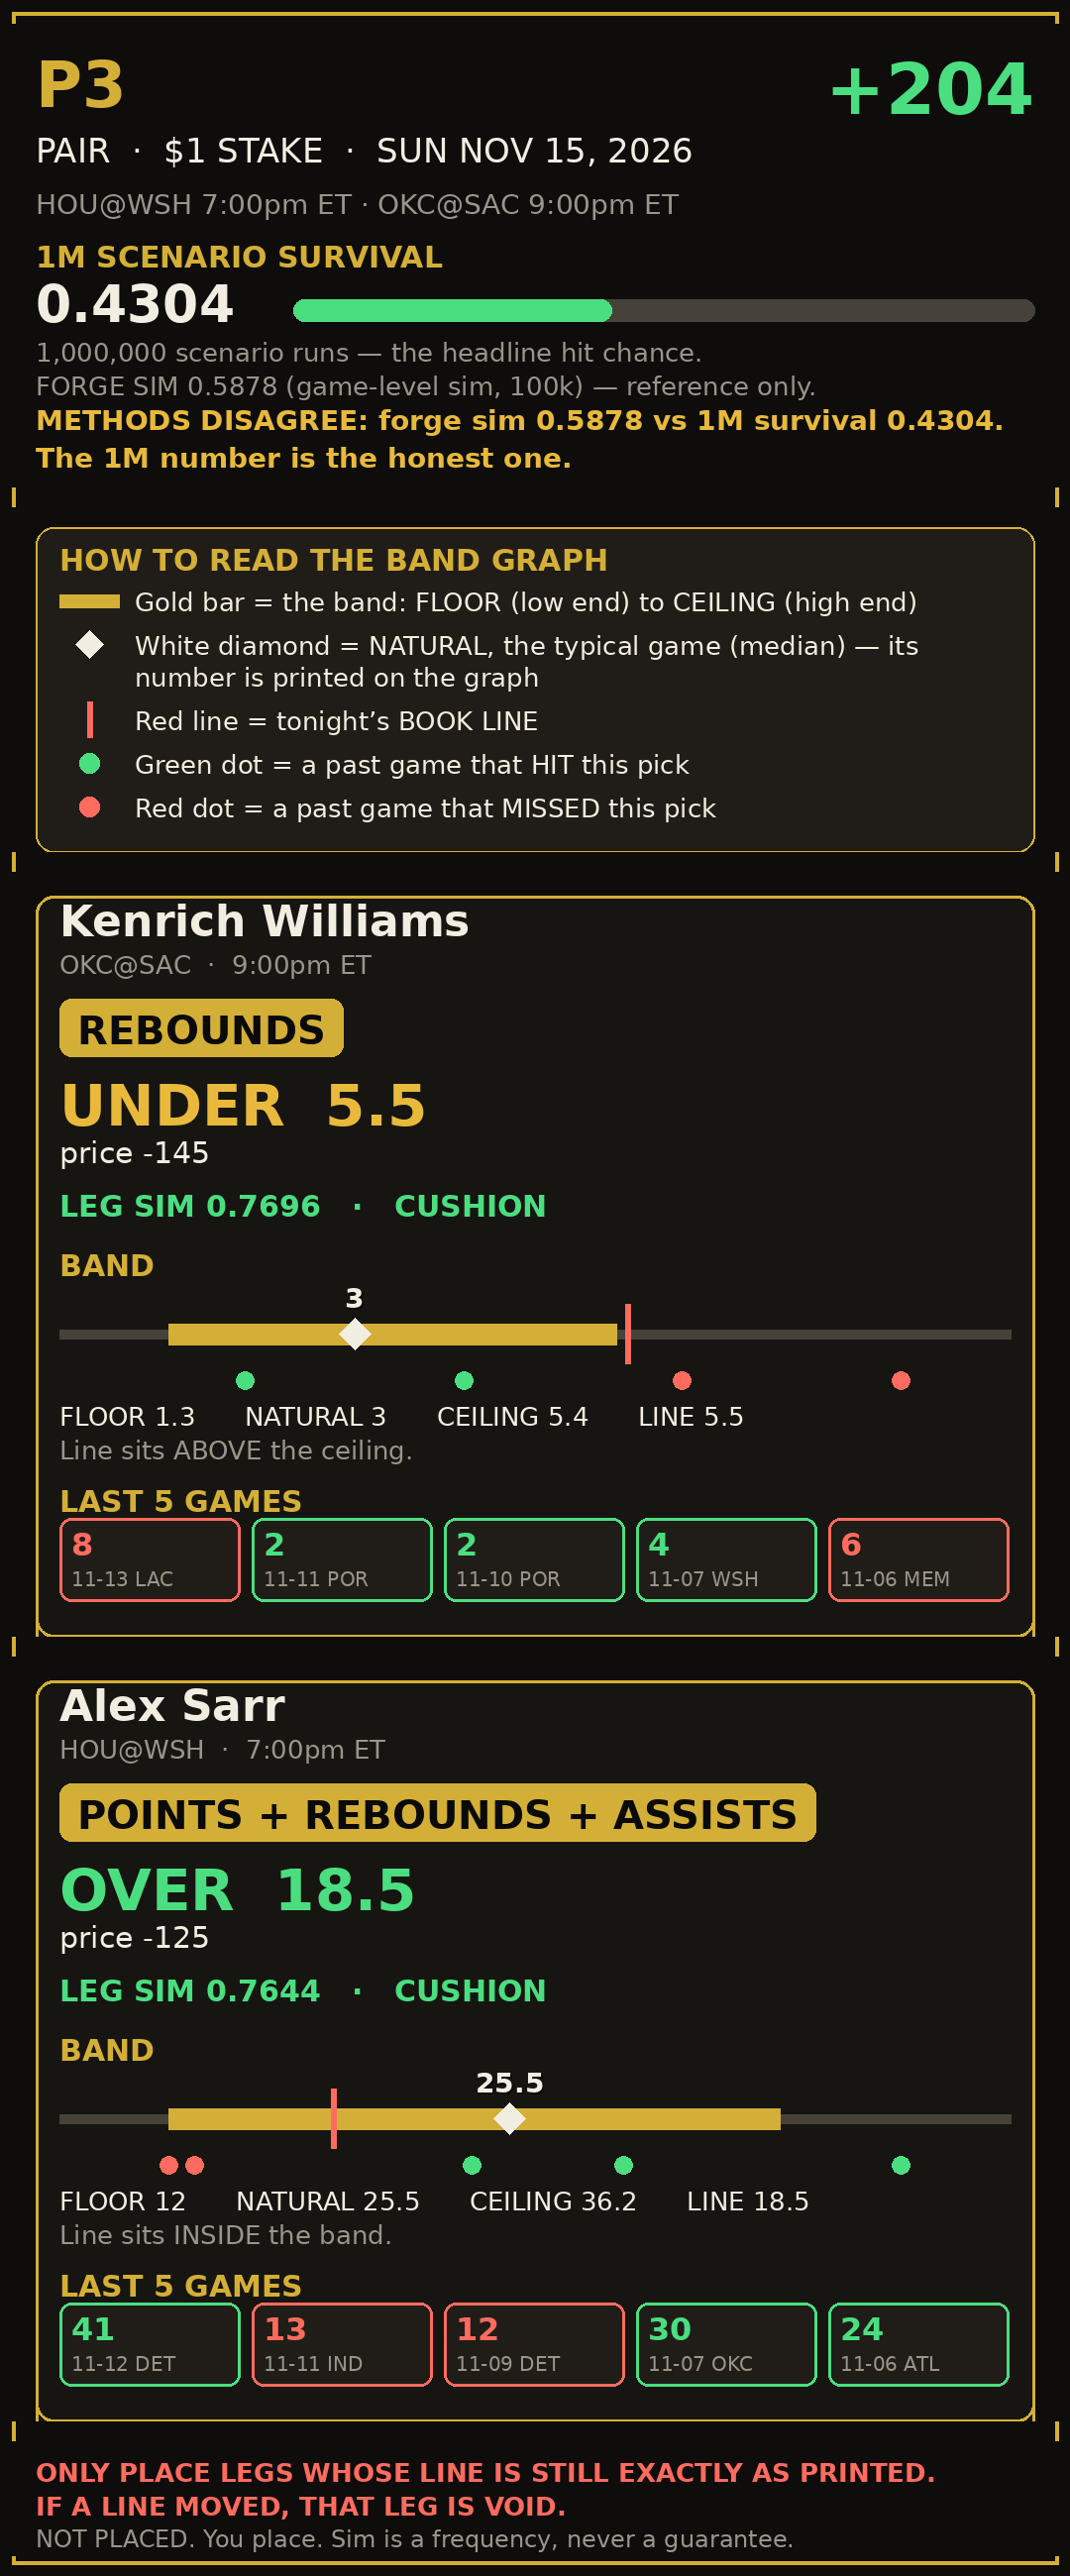 P3
+204
PAIR · $1 STAKE · SUN NOV 15, 2026
HOU@WSH 7:00pm ET · OKC@SAC 9:00pm ET
1M SCENARIO SURVIVAL
0.4304
1,000,000 scenario runs — the headline hit chance.
FORGE SIM 0.5878 (game-level sim, 100k) — reference only.
METHODS DISAGREE: forge sim 0.5878 vs 1M survival 0.4304.
The 1M number is the honest one.
HOW TO READ THE BAND GRAPH
Gold bar = the band: FLOOR (low end) to CEILING (high end)
White diamond = NATURAL, the typical game (median) — its
number is printed on the graph
Red line = tonight’s BOOK LINE
Green dot = a past game that HIT this pick
Red dot = a past game that MISSED this pick
Kenrich Williams
OKC@SAC · 9:00pm ET
REBOUNDS
UNDER 5.5
price -145
LEG SIM 0.7696 · CUSHION
BAND
3
FLOOR 1.3 NATURAL 3 CEILING 5.4 LINE 5.5
Line sits ABOVE the ceiling.
LAST 5 GAMES
8 2 2 4 6
11-13 LAC 11-11 POR 11-10 POR 11-07 WSH 11-06 MEM
Alex Sarr
HOU@WSH · 7:00pm ET
POINTS + REBOUNDS + ASSISTS
OVER 18.5
price -125
LEG SIM 0.7644 · CUSHION
BAND
25.5
FLOOR 12 NATURAL 25.5 CEILING 36.2 LINE 18.5
Line sits INSIDE the band.
LAST 5 GAMES
41 13 12 30 24
11-12 DET 11-11 IND 11-09 DET 11-07 OKC 11-06 ATL
ONLY PLACE LEGS WHOSE LINE IS STILL EXACTLY AS PRINTED.
IF A LINE MOVED, THAT LEG IS VOID.
NOT PLACED. You place. Sim is a frequency, never a guarantee.